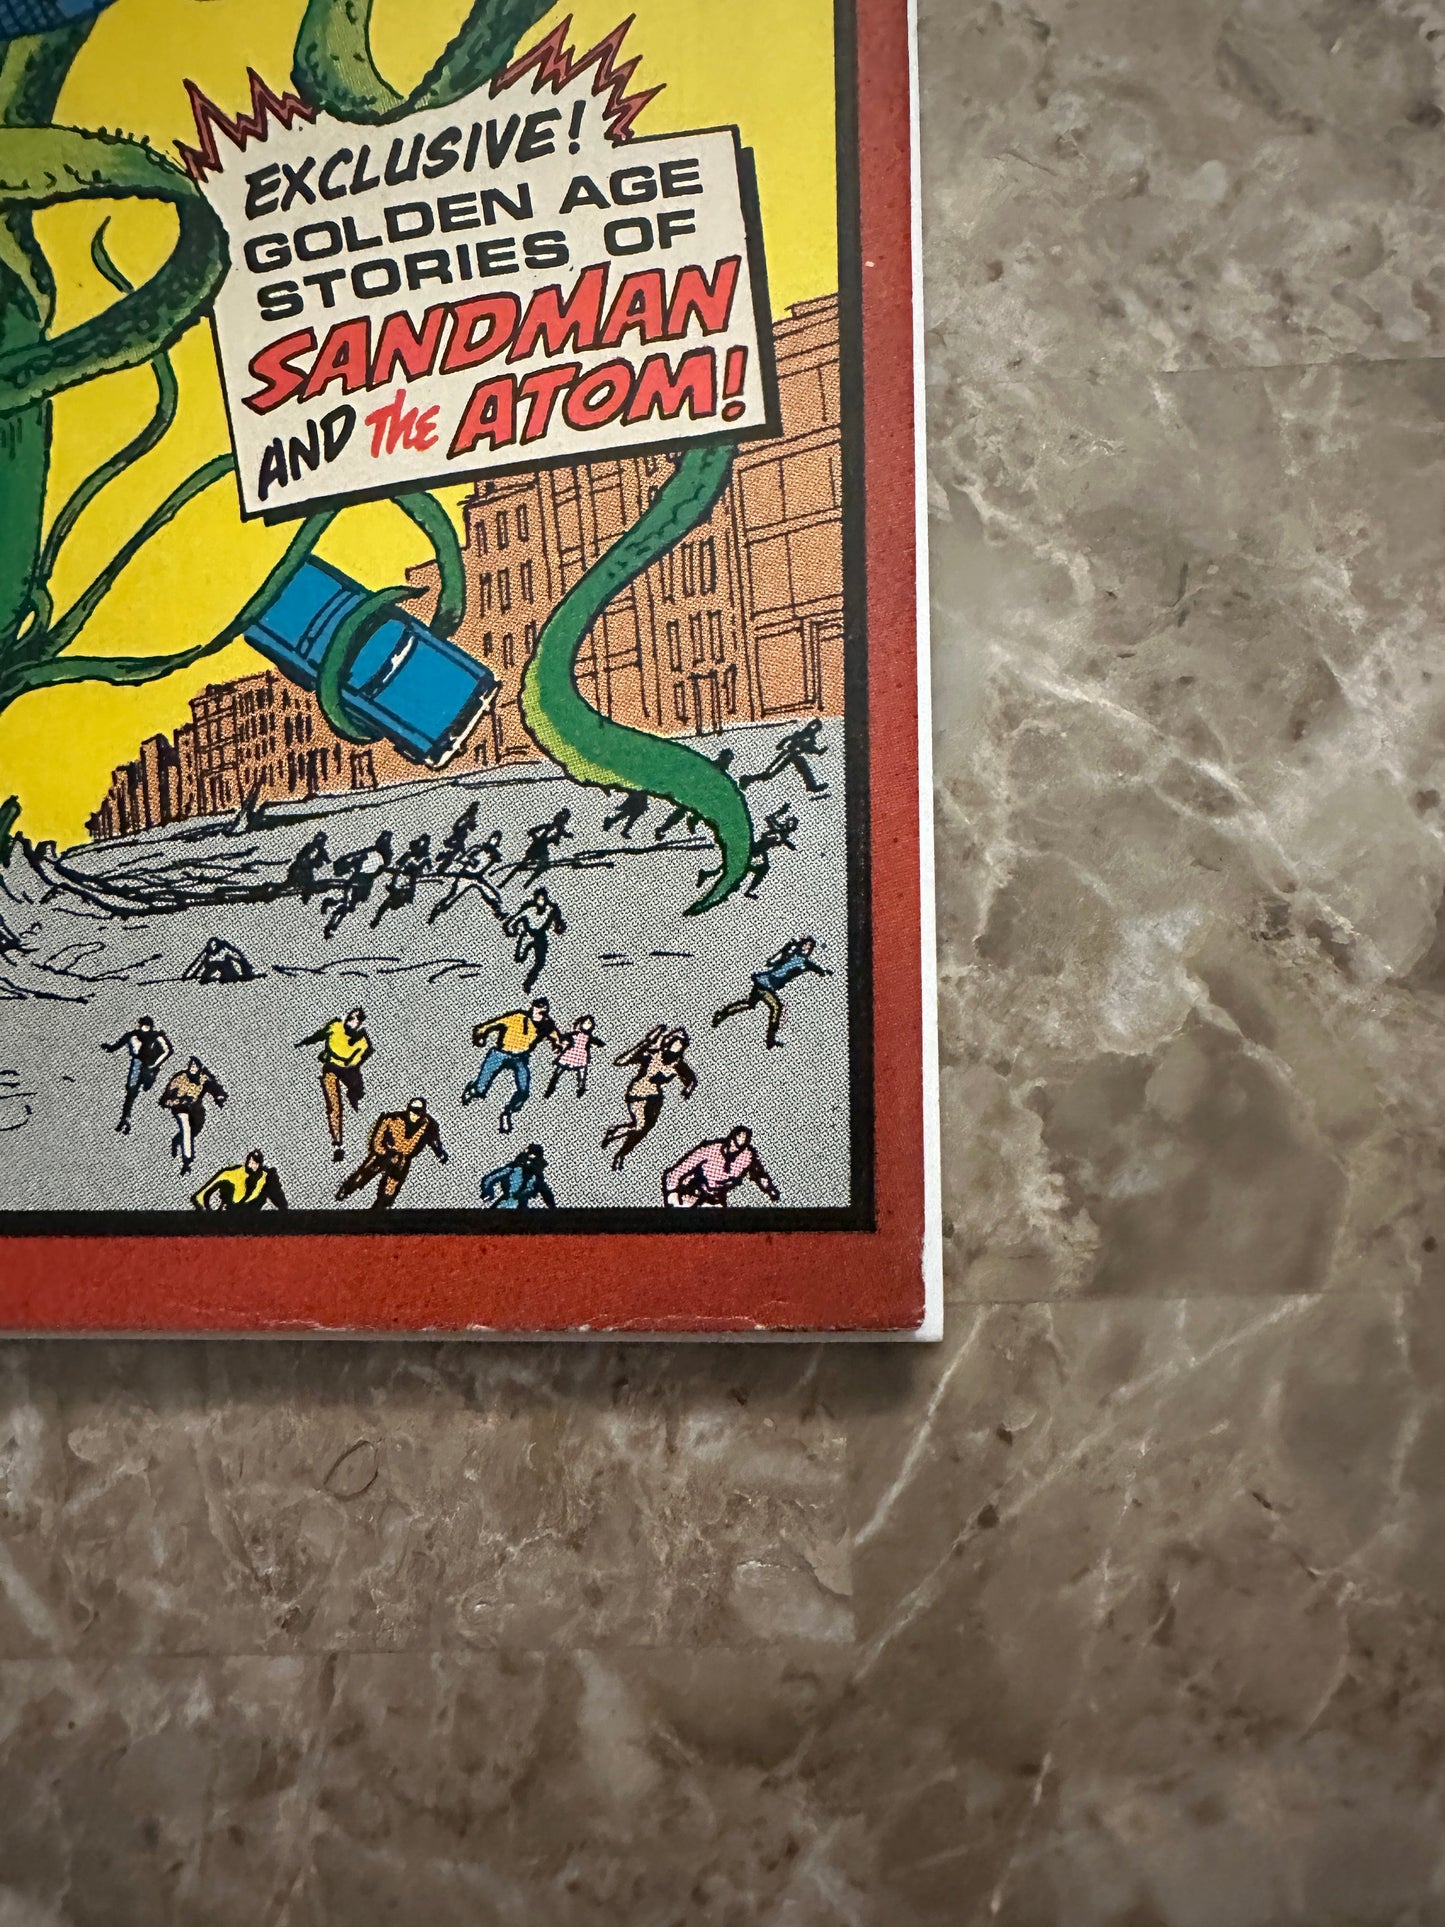 EXCLUSIVE!
GOLDEN AGE
STORIES OF
SANDMAN
AND The ATOM!